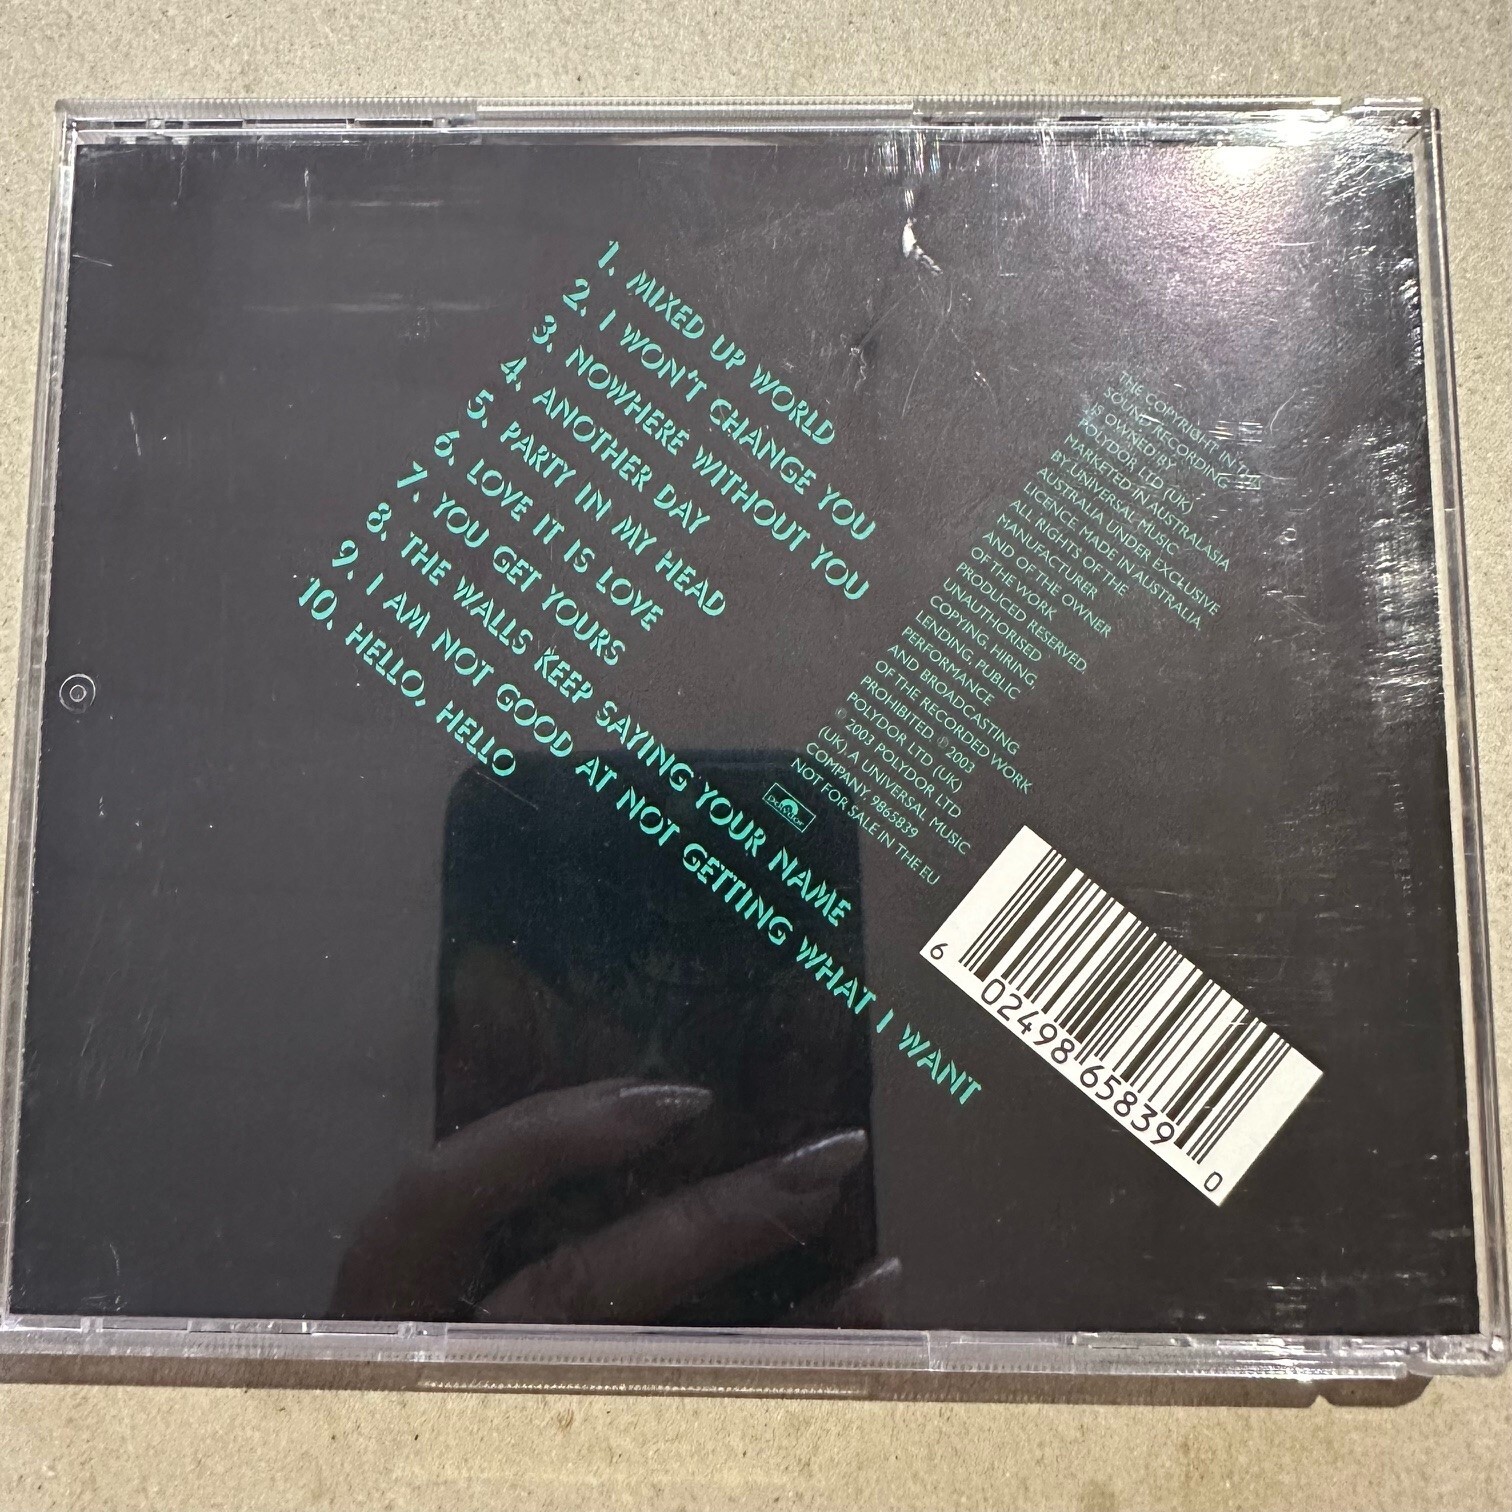 1. MIXED UP WORLD
2. I WON'T CHANGE YOU
3. NOWHERE WITHOUT YOU
4. ANOTHER DAY
5. PARTY IN MY HEAD
6. LOVE IT IS LOVE
7. YOU GET YOURS
8. THE WALLS KEEP SAYING YOUR NAME
9. I AM NOT GOOD AT NOT GETTING WHAT I WANT
10. HELLO, HELLO
THE COPYRIGHT IN THIS
SOUND RECORDING
IS OWNED BY
POLYDOR LTD (UK)
MARKETED IN AUSTRALASIA
BY UNIVERSAL MUSIC
AUSTRALIA UNDER EXCLUSIVE
LICENCE. MADE IN AUSTRALIA.
ALL RIGHTS OF THE
MANUFACTURER
AND OF THE OWNER
OF THE WORK
PRODUCED RESERVED.
UNAUTHORISED
COPYING, HIRING,
LENDING, PUBLIC
PERFORMANCE
AND BROADCASTING
OF THE RECORDED WORK
PROHIBITED. ℗ 2003
POLYDOR LTD (UK)
© 2003 POLYDOR LTD
(UK) A UNIVERSAL MUSIC
COMPANY. 9865839
NOT FOR SALE IN THE EU
Polydor
6 02498 65839 0